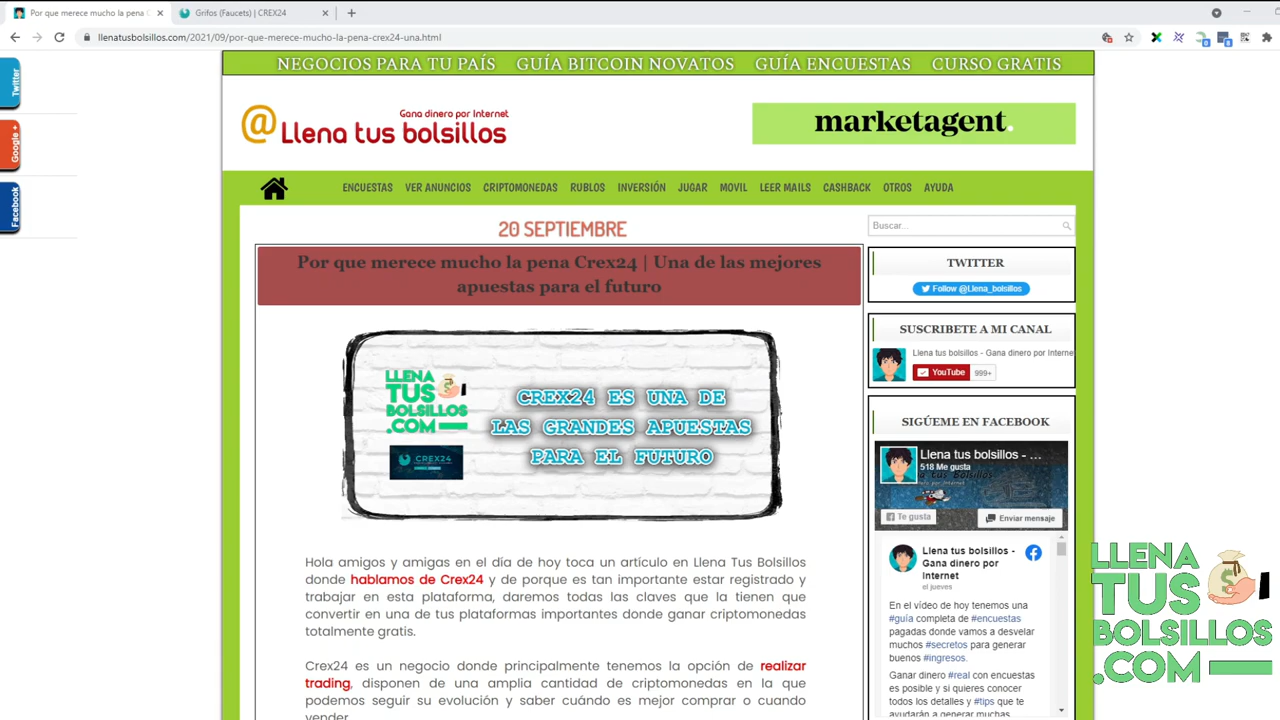 Por que merece mucho la pena C
Grifos (Faucets) | CREX24
llenatusbolsillos.com/2021/09/por-que-merece-mucho-la-pena-crex24-una.html
Twitter
Google +
Facebook
NEGOCIOS PARA TU PAÍS GUÍA BITCOIN NOVATOS GUÍA ENCUESTAS CURSO GRATIS
Gana dinero por Internet
@Llena tus bolsillos
marketagent.
ENCUESTAS VER ANUNCIOS CRIPTOMONEDAS RUBLOS INVERSIÓN JUGAR MOVIL LEER MAILS CASHBACK OTROS AYUDA
20 SEPTIEMBRE
Por que merece mucho la pena Crex24 | Una de las mejores
apuestas para el futuro
LLENA
TUS
BOLSILLOS
.COM
CREX24
CREX24 ES UNA DE
LAS GRANDES APUESTAS
PARA EL FUTURO
Hola amigos y amigas en el día de hoy toca un artículo en Llena Tus Bolsillos
donde hablamos de Crex24 y de porque es tan importante estar registrado y
trabajar en esta plataforma, daremos todas las claves que la tienen que
convertir en una de tus plataformas importantes donde ganar criptomonedas
totalmente gratis.
Crex24 es un negocio donde principalmente tenemos la opción de realizar
trading, disponen de una amplia cantidad de criptomonedas en la que
podemos seguir su evolución y saber cuándo es mejor comprar o cuando
vender
Buscar...
TWITTER
Follow @Llena_bolsillos
SUSCRIBETE A MI CANAL
Llena tus bolsillos - Gana dinero por Interne
YouTube 999+
SIGÚEME EN FACEBOOK
Llena tus bolsillos - ...
518 Me gusta
Te gusta
Enviar mensaje
Llena tus bolsillos -
Gana dinero por
Internet
el jueves
En el vídeo de hoy tenemos una
#guía completa de #encuestas
pagadas donde vamos a desvelar
muchos #secretos para generar
buenos #ingresos.
Ganar dinero #real con encuestas
es posible y si quieres conocer
todos los detalles y #tips que te
ayudarán a generar muchas
LLENA
TUS
BOLSILLOS
.COM